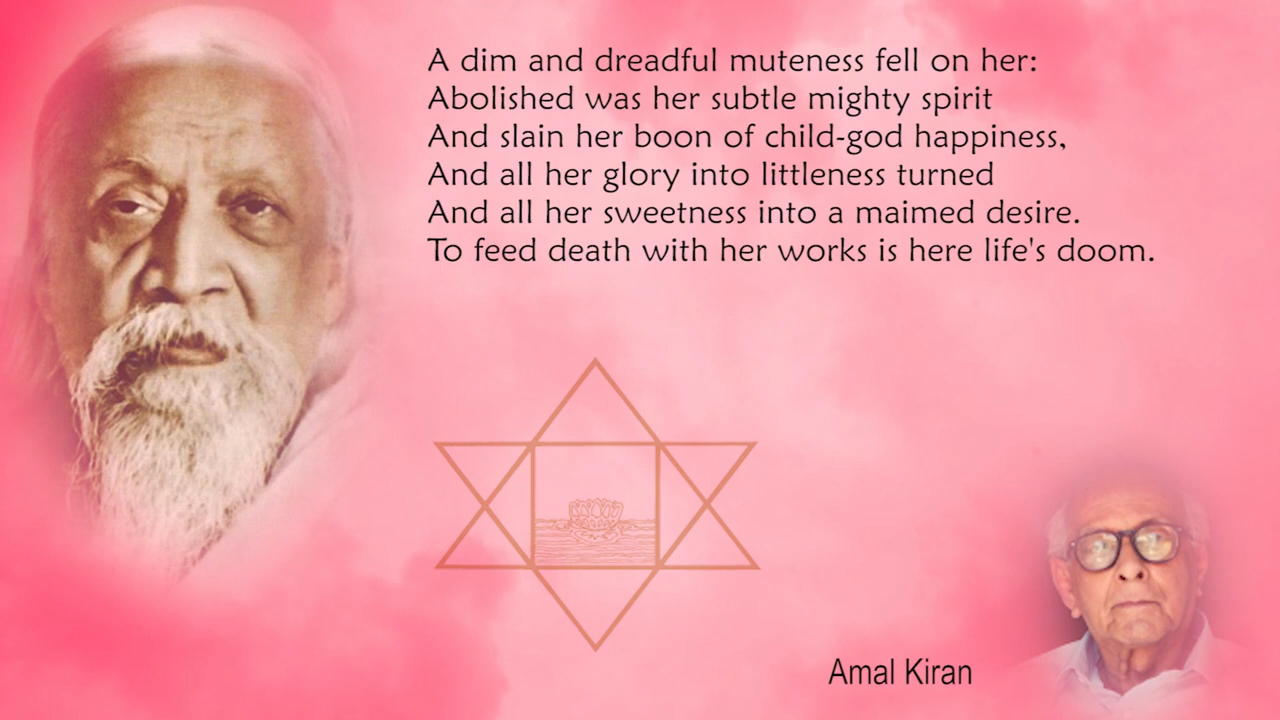 A dim and dreadful muteness fell on her:
Abolished was her subtle mighty spirit
And slain her boon of child-god happiness,
And all her glory into littleness turned
And all her sweetness into a maimed desire.
To feed death with her works is here life's doom.
Amal Kiran